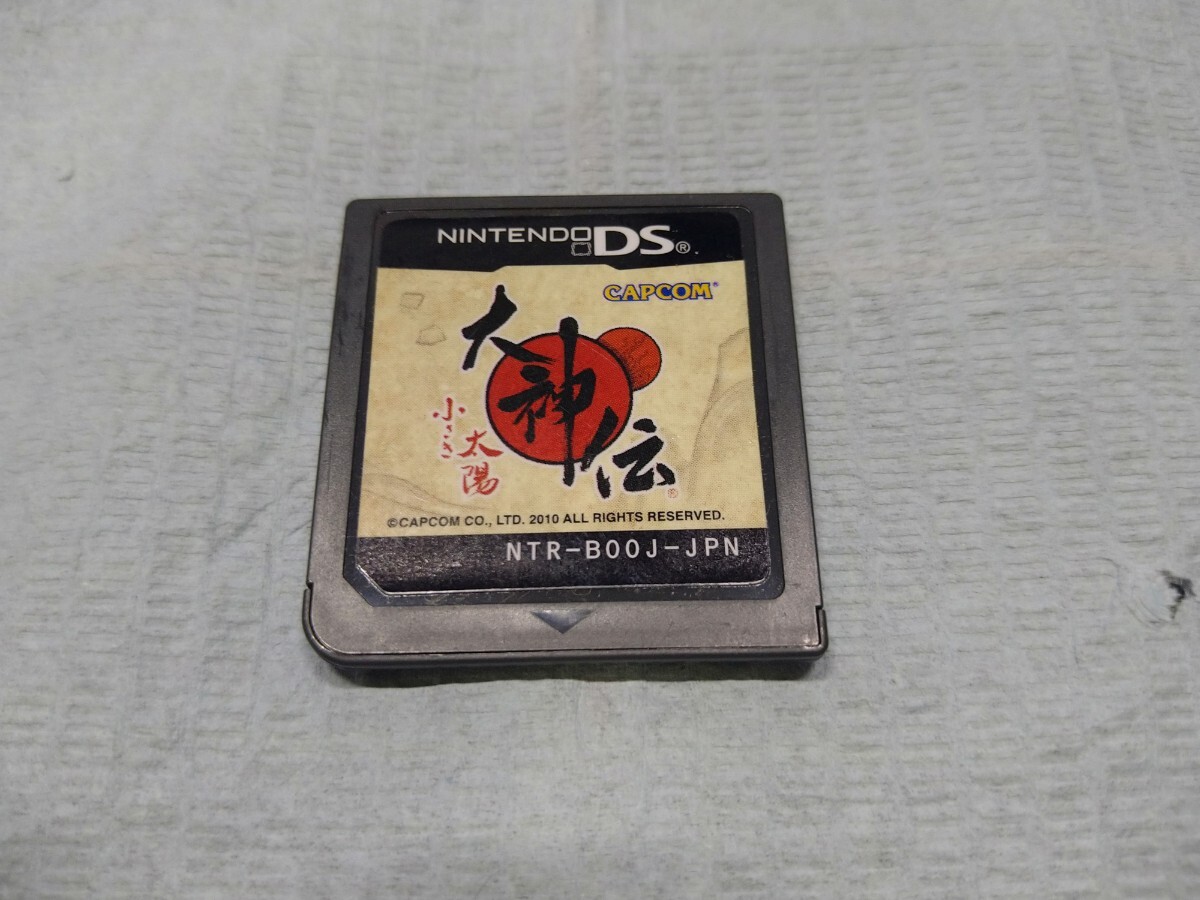 NINTENDO DS®
CAPCOM®
大神伝
小さき太陽
©CAPCOM CO., LTD. 2010 ALL RIGHTS RESERVED.
NTR-BOOJ-JPN